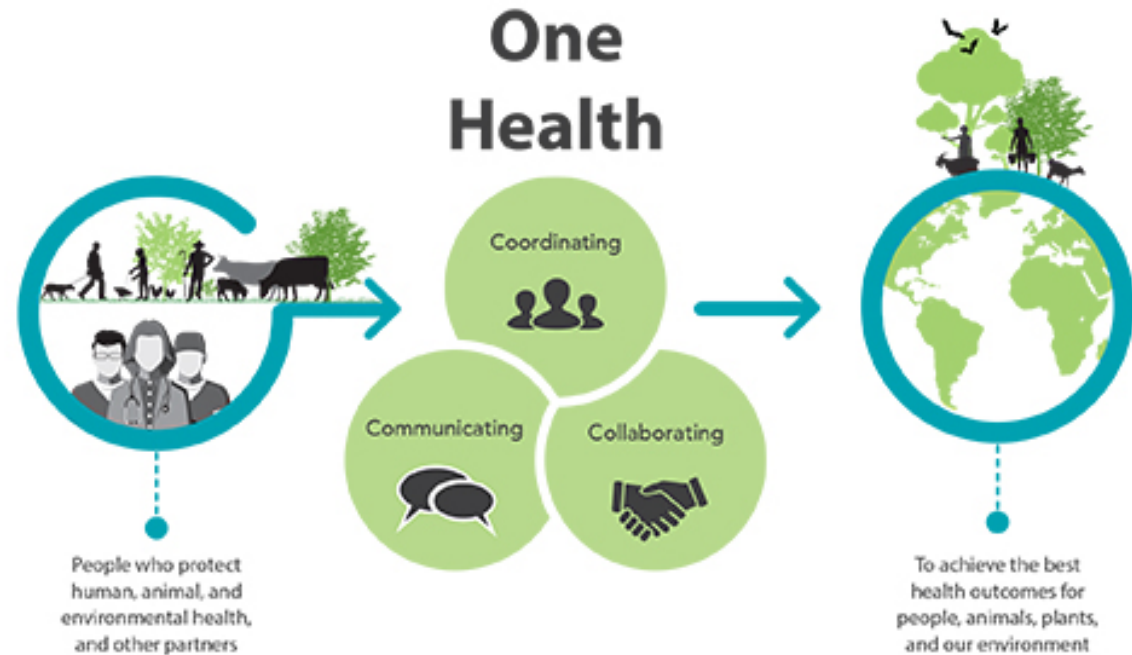 One
Health
Coordinating
Communicating
Collaborating
People who protect
human, animal, and
environmental health,
and other partners
To achieve the best
health outcomes for
people, animals, plants,
and our environment